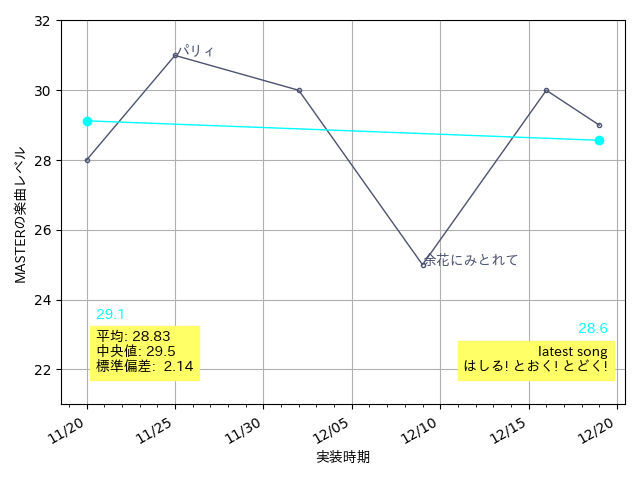 32
30
28
26
24
22
MASTERの楽曲レベル
パリィ
余花にみとれて
29.1
平均: 28.83
中央値: 29.5
標準偏差: 2.14
28.6
latest song
はしる! とおく! とどく!
11/20
11/25
11/30
12/05
12/10
12/15
12/20
実装時期